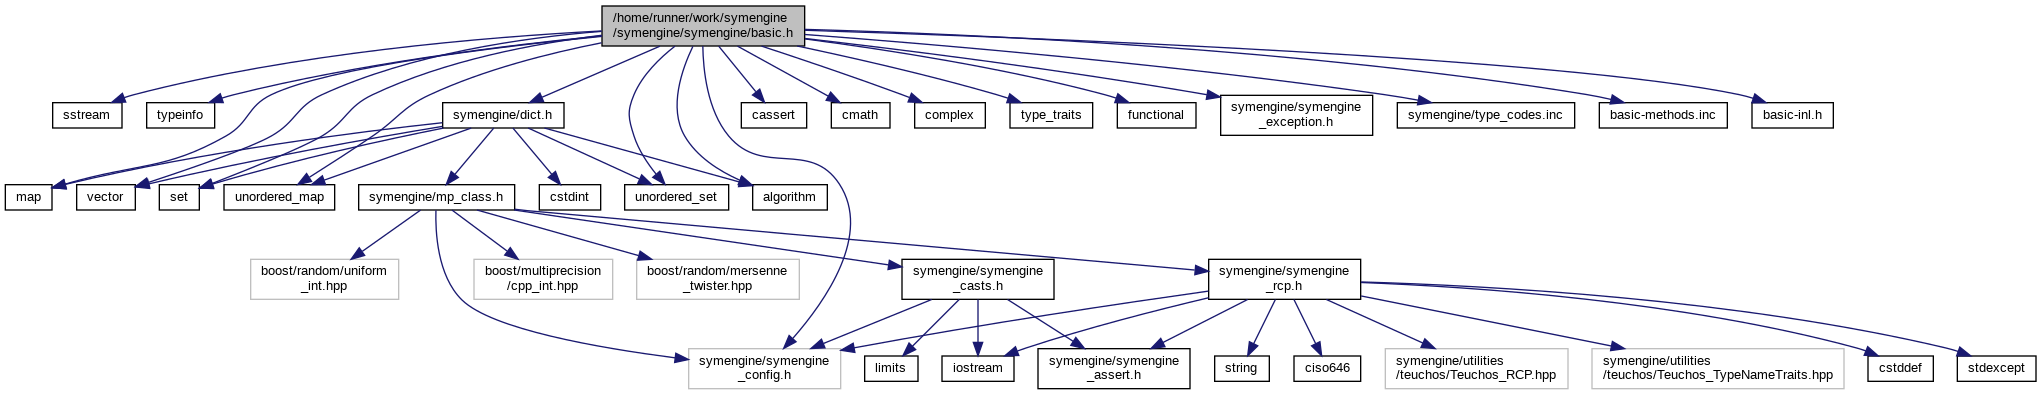 /home/runner/work/symengine
/symengine/symengine/basic.h
sstream
typeinfo
symengine/dict.h
cassert
cmath
complex
type_traits
functional
symengine/symengine
_exception.h
symengine/type_codes.inc
basic-methods.inc
basic-inl.h
map
vector
set
unordered_map
symengine/mp_class.h
cstdint
unordered_set
algorithm
boost/random/uniform
_int.hpp
boost/multiprecision
/cpp_int.hpp
boost/random/mersenne
_twister.hpp
symengine/symengine
_casts.h
symengine/symengine
_rcp.h
symengine/symengine
_config.h
limits
iostream
symengine/symengine
_assert.h
string
ciso646
symengine/utilities
/teuchos/Teuchos_RCP.hpp
symengine/utilities
/teuchos/Teuchos_TypeNameTraits.hpp
cstddef
stdexcept